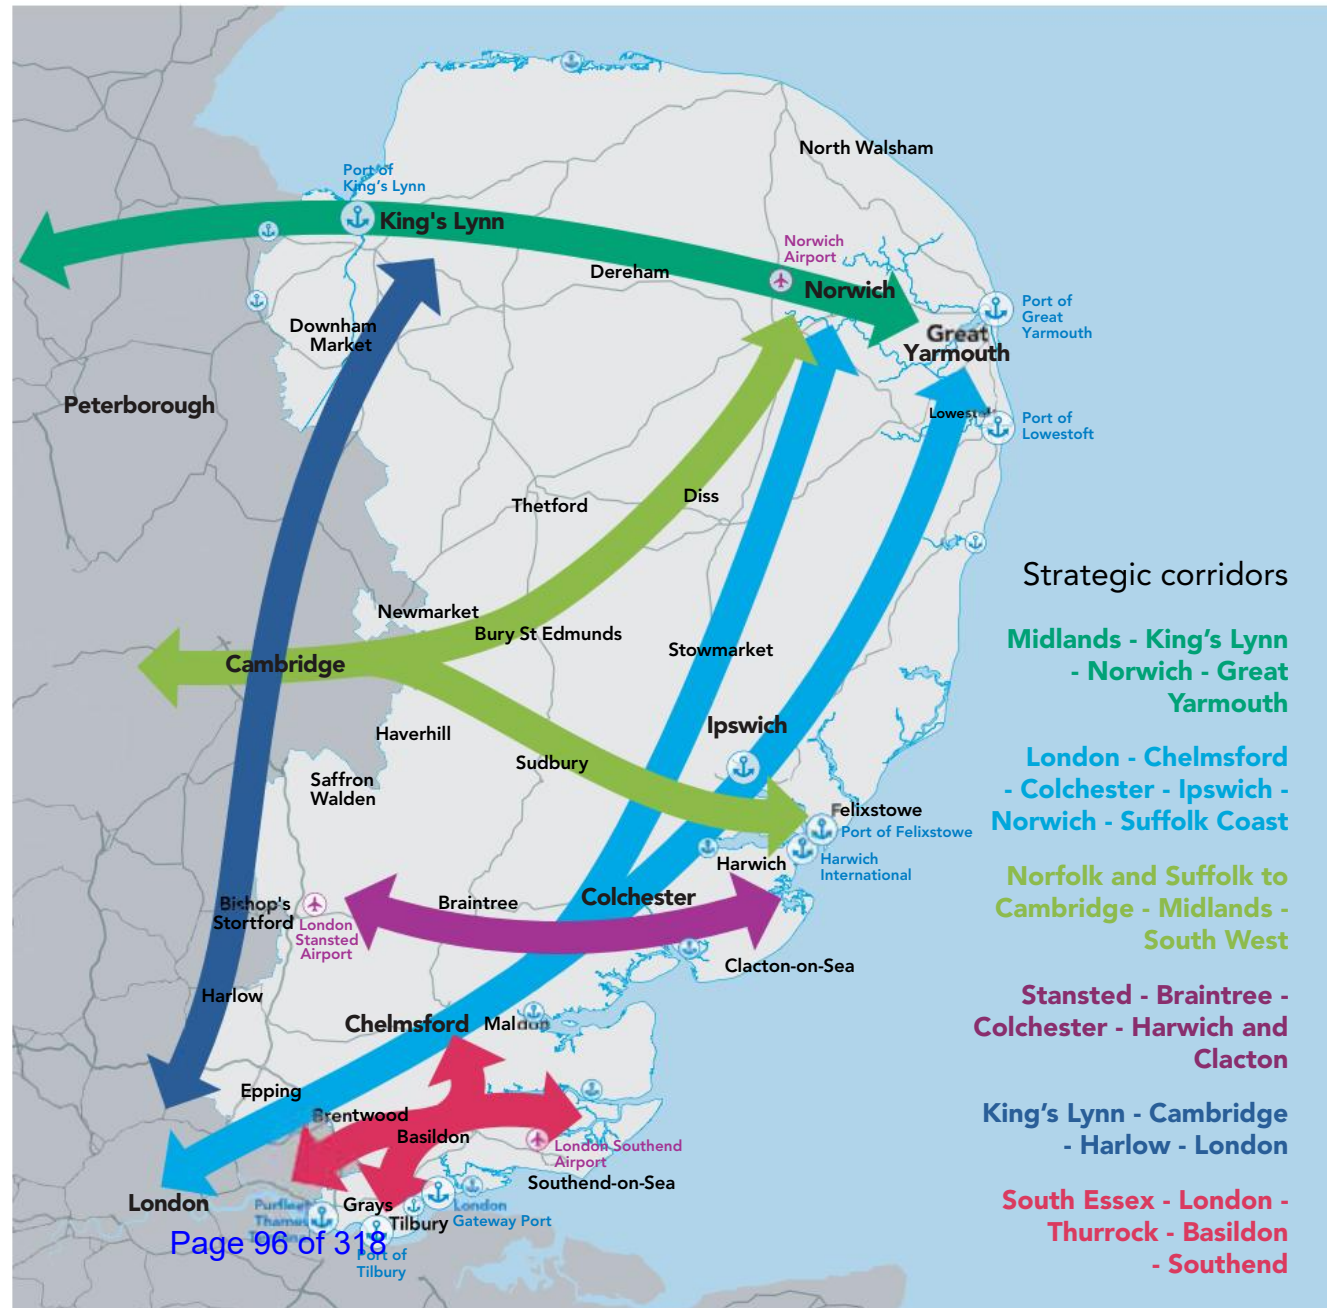 North Walsham
Port of
King's Lynn
King's Lynn
Norwich
Airport
Dereham
Norwich
Port of
Great
Yarmouth
Downham
Market
Great
Yarmouth
Peterborough
Port of
Lowestoft
Thetford
Diss
Newmarket
Bury St Edmunds
Cambridge
Stowmarket
Haverhill
Ipswich
Sudbury
Saffron
Walden
Felixstowe
Port of Felixstowe
Harwich
Harwich
International
Bishop's
Stortford
London
Stansted
Airport
Braintree
Colchester
Clacton-on-Sea
Harlow
Chelmsford
Maldon
Epping
Brentwood
Basildon
London Southend
Airport
Southend-on-Sea
London
Purfleet
Thames
Grays
Tilbury
London
Gateway Port
Port of
Tilbury
Page 96 of 318
Strategic corridors
Midlands - King's Lynn
- Norwich - Great
Yarmouth
London - Chelmsford
- Colchester - Ipswich -
Norwich - Suffolk Coast
Norfolk and Suffolk to
Cambridge - Midlands -
South West
Stansted - Braintree -
Colchester - Harwich and
Clacton
King's Lynn - Cambridge
- Harlow - London
South Essex - London -
Thurrock - Basildon
- Southend